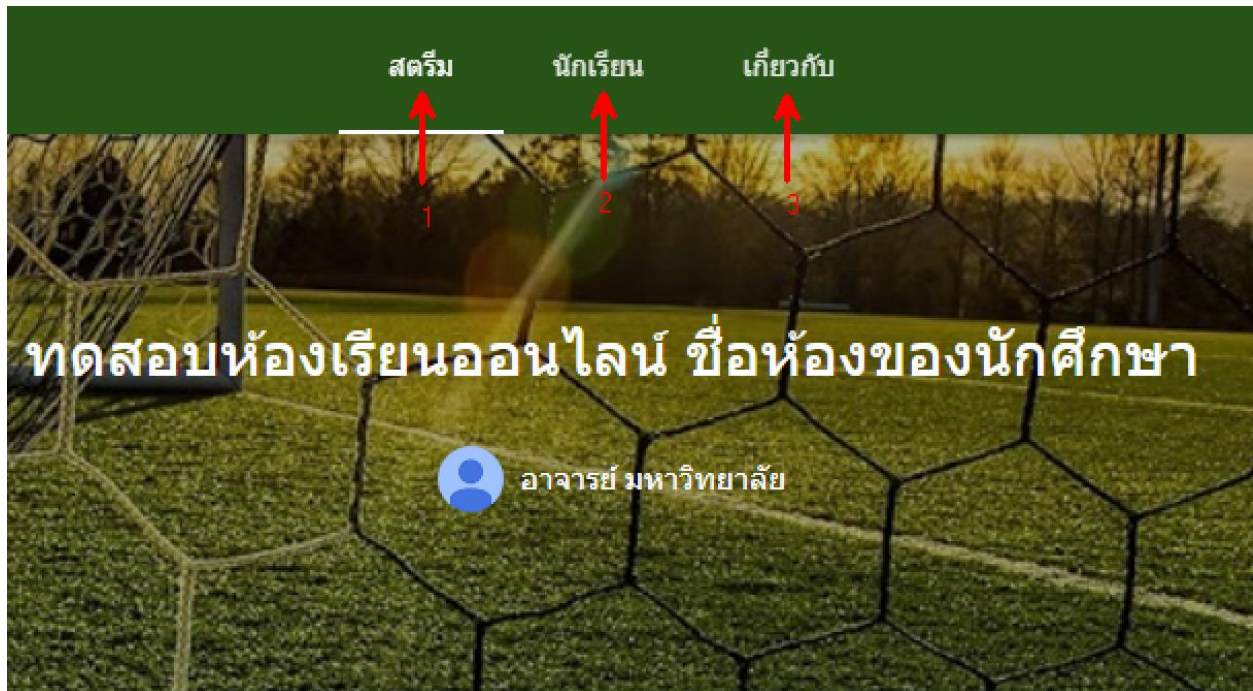 สตรีม นักเรียน เกี่ยวกับ
1 2 3
ทดสอบห้องเรียนออนไลน์ ชื่อห้องของนักศึกษา
อาจารย์ มหาวิทยาลัย